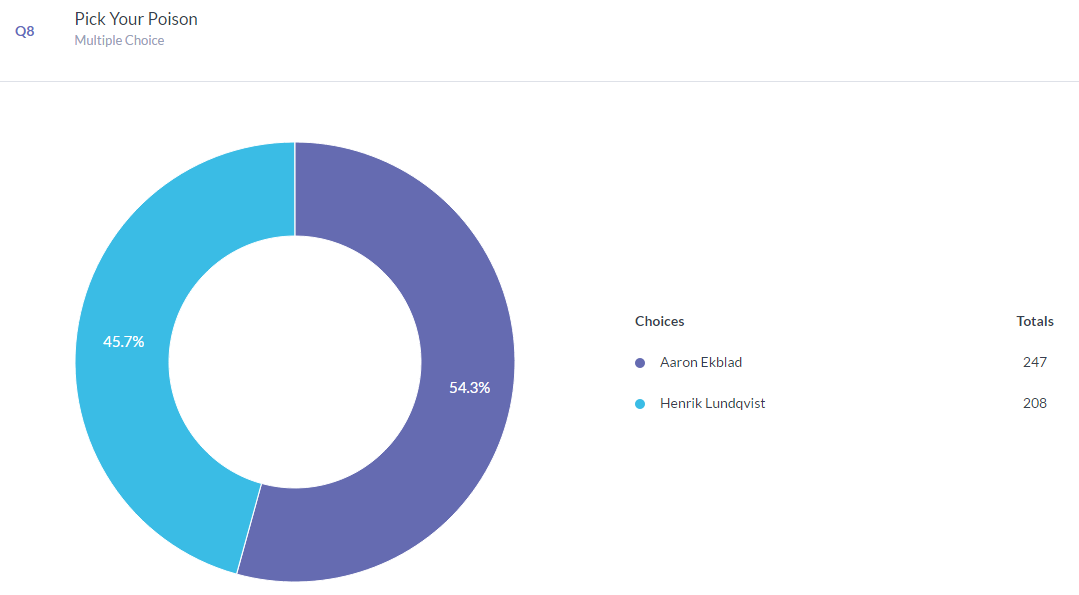 Q8
Pick Your Poison
Multiple Choice
45.7%
54.3%
Choices Totals
Aaron Ekblad 247
Henrik Lundqvist 208